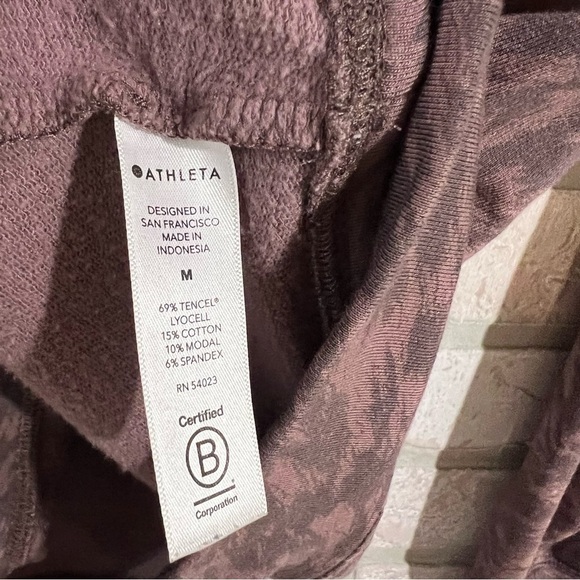 ATHLETA
DESIGNED IN
SAN FRANCISCO
MADE IN
INDONESIA
M
69% TENCEL®
LYOCELL
15% COTTON
10% MODAL
6% SPANDEX
RN 54023
Certified
B
Corporation